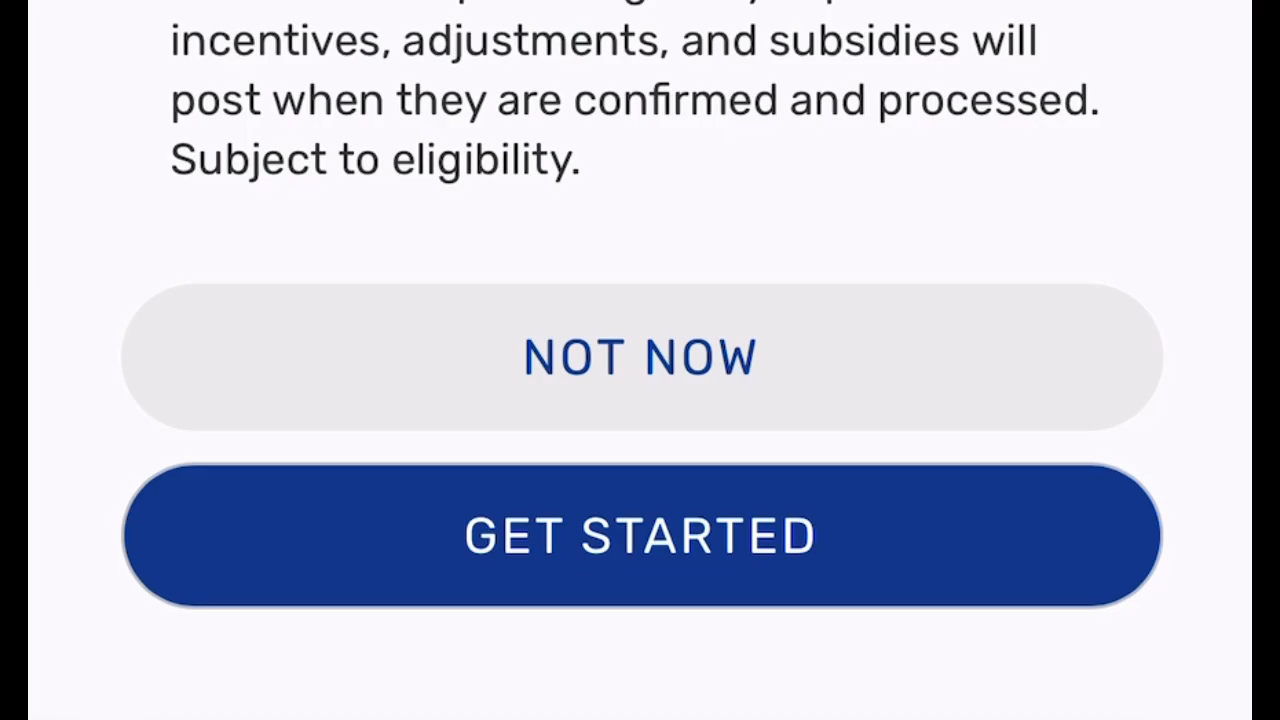 incentives, adjustments, and subsidies will
post when they are confirmed and processed.
Subject to eligibility.
NOT NOW
GET STARTED